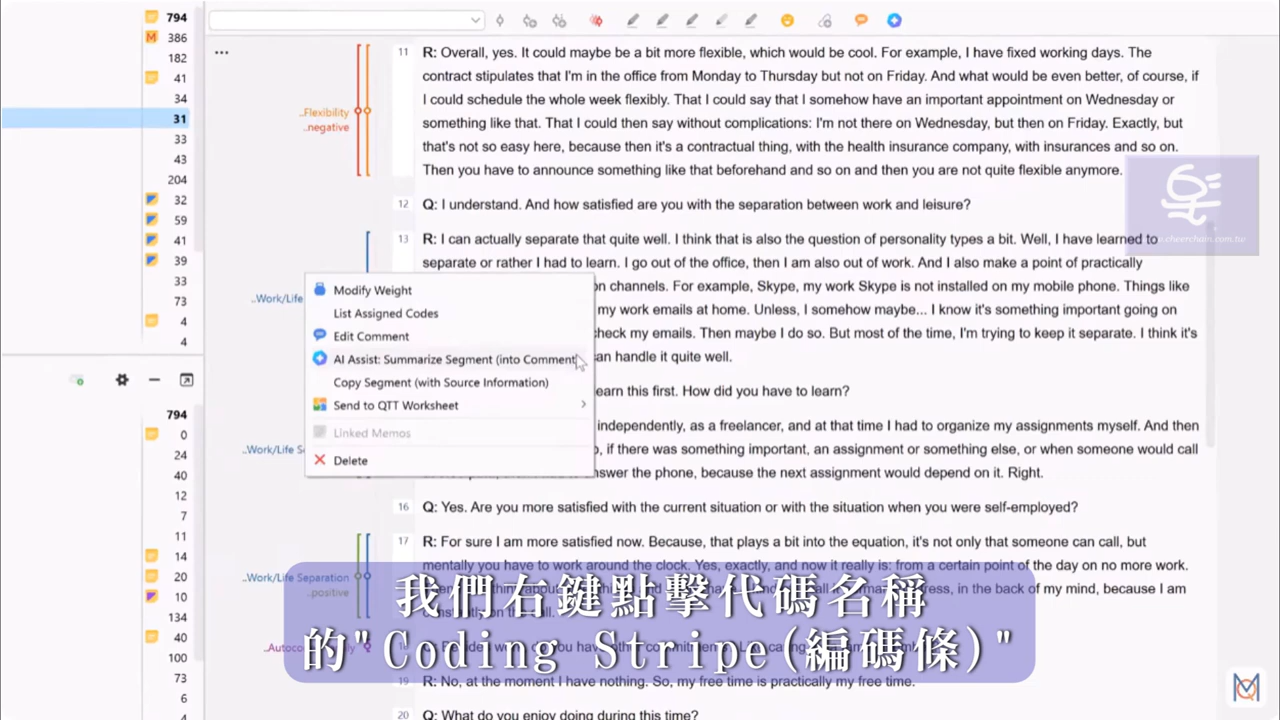 794
386
182
41
34
31
33
43
204
32
59
41
39
33
73
4
4
794
0
24
40
12
7
11
14
20
10
134
40
100
73
6
4
..Flexibility
..negative
..Work/Life
..Work/Life S
..Work/Life Separation
..positive
11 R: Overall, yes. It could maybe be a bit more flexible, which would be cool. For example, I have fixed working days. The
contract stipulates that I'm in the office from Monday to Thursday but not on Friday. And what would be even better, of course, if
I could schedule the whole week flexibly. That I could say that I somehow have an important appointment on Wednesday or
something like that. That I could then say without complications: I'm not there on Wednesday, but then on Friday. Exactly, but
that's not so easy here, because then it's a contractual thing, with the health insurance company, with insurances and so on.
Then you have to announce something like that beforehand and so on and then you are not quite flexible anymore.
12 Q: I understand. And how satisfied are you with the separation between work and leisure?
13 R: I can actually separate that quite well. I think that is also the question of personality types a bit. Well, I have learned to
separate or rather I had to learn. I go out of the office, then I am also out of work. And I also make a point of practically
on channels. For example, Skype, my work Skype is not installed on my mobile phone. Things like
my work emails at home. Unless, I somehow maybe... I know it's something important going on
check my emails. Then maybe I do so. But most of the time, I'm trying to keep it separate. I think it's
can handle it quite well.
earn this first. How did you have to learn?
independently, as a freelancer, and at that time I had to organize my assignments myself. And then
, if there was something important, an assignment or something else, or when someone would call
nswer the phone, because the next assignment would depend on it. Right.
16 Q: Yes. Are you more satisfied with the current situation or with the situation when you were self-employed?
17 R: For sure I am more satisfied now. Because, that plays a bit into the equation, it's not only that someone can call, but
mentally you have to work around the clock. Yes, exactly, and now it really is: from a certain point of the day on no more work.
ress, in the back of my mind, because I am
19 R: No, at the moment I have nothing. So, my free time is practically my free time.
20 Q: What do you enjoy doing during this time?
Modify Weight
List Assigned Codes
Edit Comment
AI Assist: Summarize Segment (into Comment)
Copy Segment (with Source Information)
Send to QTT Worksheet
Linked Memos
Delete
www.cheerchain.com.tw
我們右鍵點擊代碼名稱
的"Coding Stripe(編碼條)"